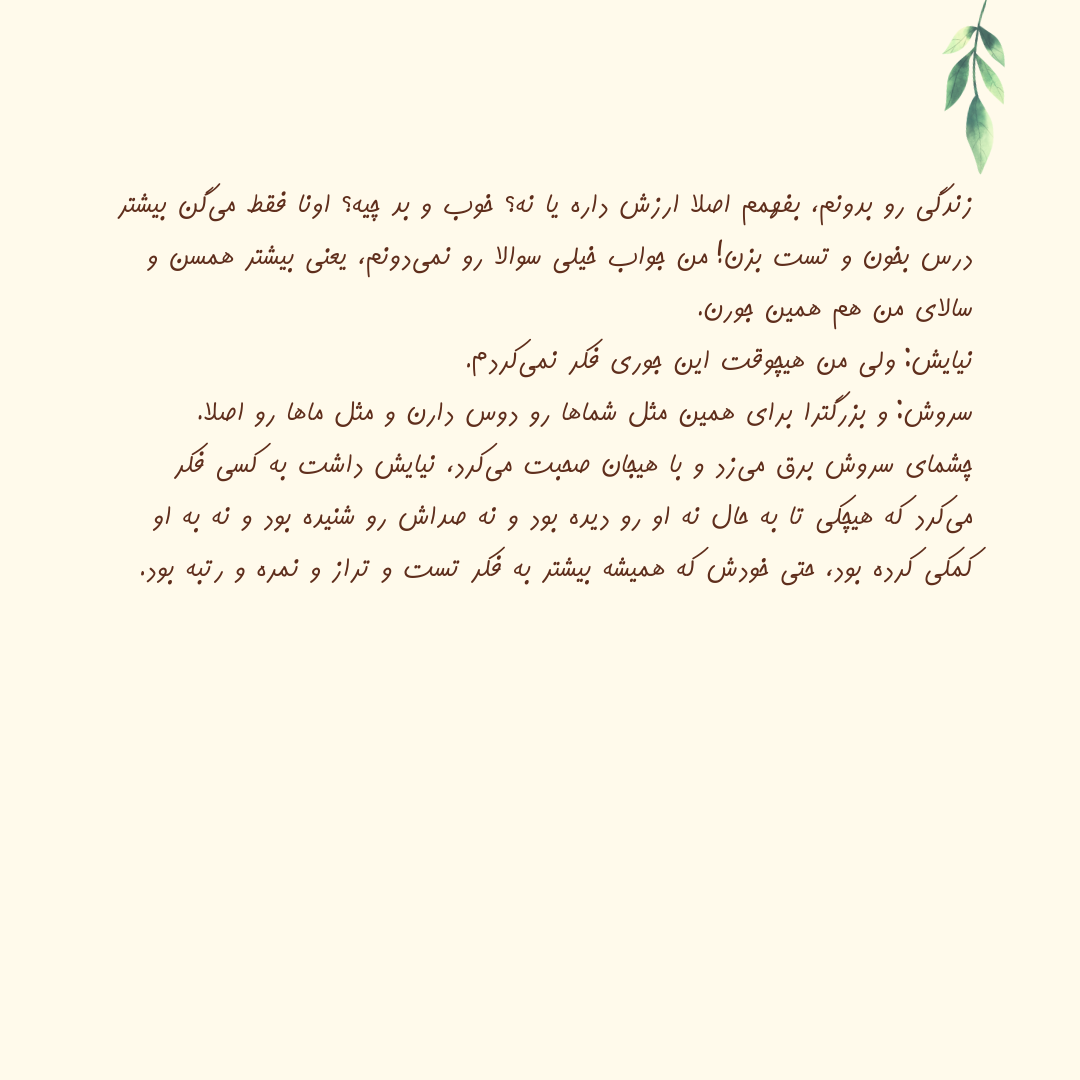 زندگی رو بدونم، بفهمم اصلا ارزش داره یا نه؟ خوب و بد چیه؟ اونا فقط می‌گن بیشتر
درس بخون و تست بزن! من جواب خیلی سوالا رو نمی‌دونم، یعنی بیشتر همسن و
سالای من هم همین جورن.
نیایش: ولی من هیچوقت این جوری فکر نمی‌کردم.
سروش: و بزرگترا برای همین مثل شماها رو دوس دارن و مثل ماها رو اصلا.
چشمای سروش برق می‌زد و با هیجان صحبت می‌کرد، نیایش داشت به کسی فکر
می‌کرد که هیچکی تا به حال نه او رو دیده بود و نه صداش رو شنیده بود و نه به او
کمکی کرده بود، حتی خودش که همیشه بیشتر به فکر تست و تراز و نمره و رتبه بود.